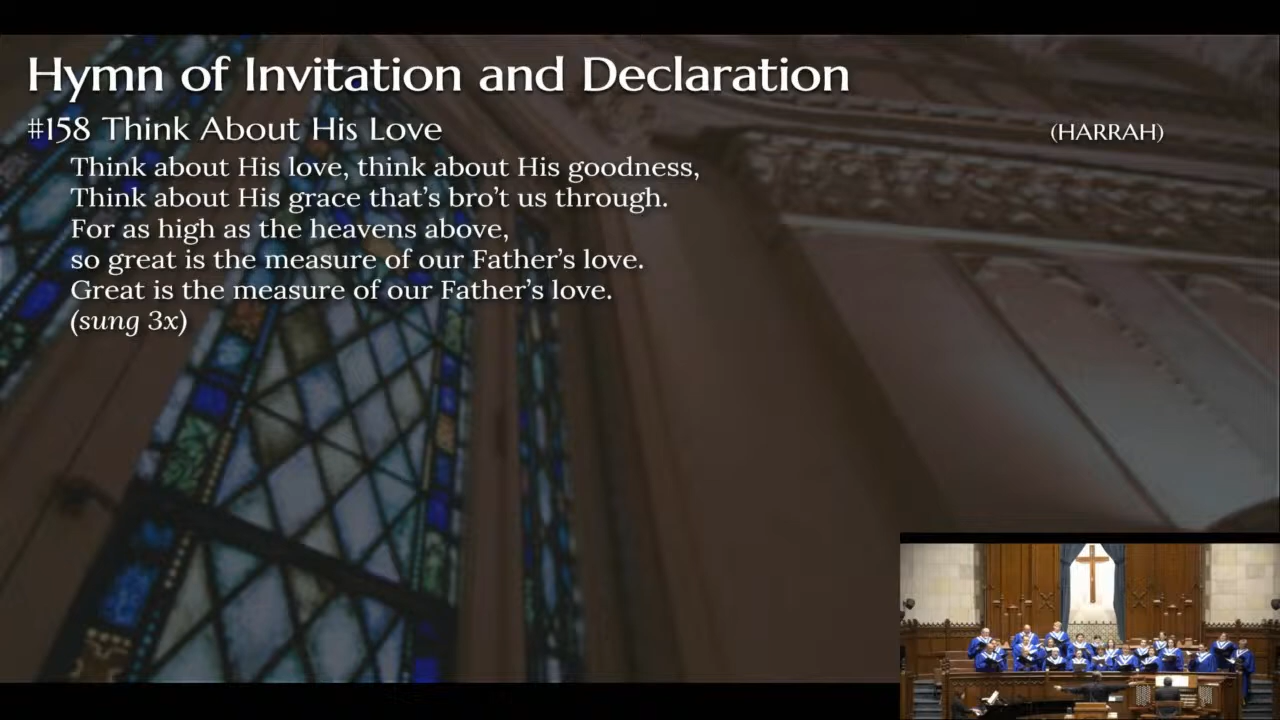 Hymn of Invitation and Declaration
#158 Think About His Love (HARRAH)
Think about His love, think about His goodness,
Think about His grace that’s bro’t us through.
For as high as the heavens above,
so great is the measure of our Father’s love.
Great is the measure of our Father’s love.
(sung 3x)